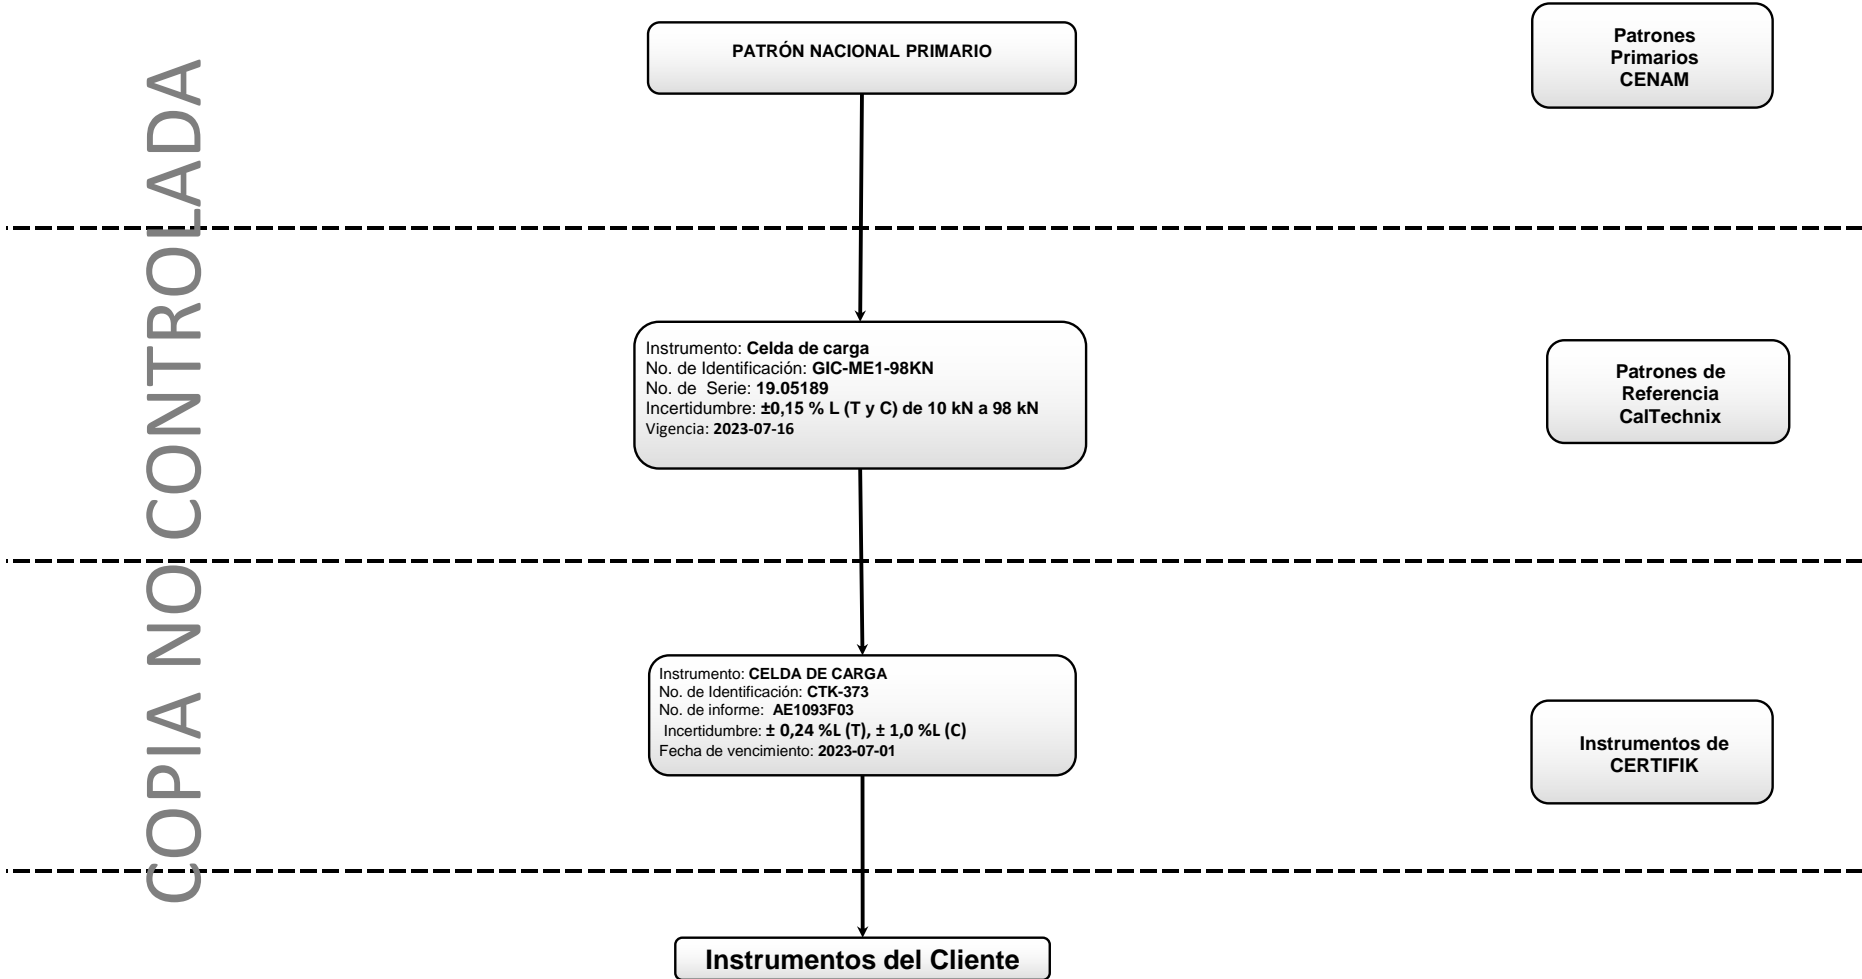 PATRÓN NACIONAL PRIMARIO
Patrones
Primarios
CENAM
COPIA NO CONTROLADA
Instrumento: Celda de carga
No. de Identificación: GIC-ME1-98KN
No. de  Serie: 19.05189
Incertidumbre: ±0,15 % L (T y C) de 10 kN a 98 kN
Vigencia: 2023-07-16
Patrones de
Referencia
CalTechnix
Instrumento: CELDA DE CARGA
No. de Identificación: CTK-373
No. de informe:  AE1093F03
Incertidumbre: ± 0,24 %L (T), ± 1,0 %L (C)
Fecha de vencimiento: 2023-07-01
Instrumentos de
CERTIFIK
Instrumentos del Cliente